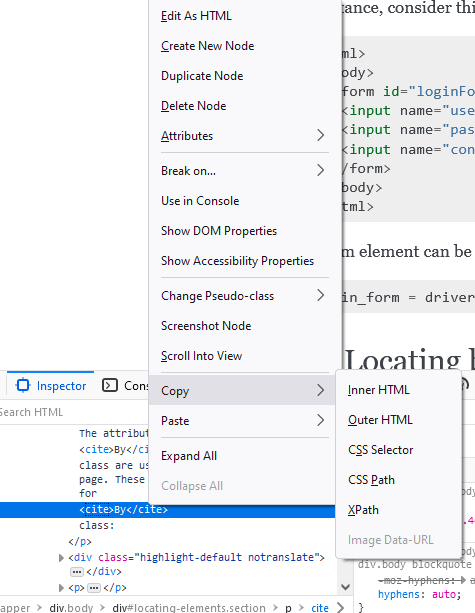 Edit As HTML
Create New Node
Duplicate Node
Delete Node
Attributes
Break on...
Use in Console
Show DOM Properties
Show Accessibility Properties
Change Pseudo-class
Screenshot Node
Scroll Into View
Copy
Paste
Expand All
Collapse All
Inner HTML
Outer HTML
CSS Selector
CSS Path
XPath
Image Data-URL
tance, consider thi
ml>
body>
form id="loginFo
<input name="use
<input name="pas
<input name="con
/form>
body>
tml>
m element can be
in_form = driver
Locating b
Inspector
Cons
Search HTML
The attribut
<cite>By</cite>
class are us
page. These
for
<cite>By</cite>
class:
</p>
<div class="highlight-default notranslate">
</div>
<p> </p>
apper > div.body > div#locating-elements.section > p > cite >
div.body blockquote
-moz-hyphens: auto;
hyphens: auto;
}